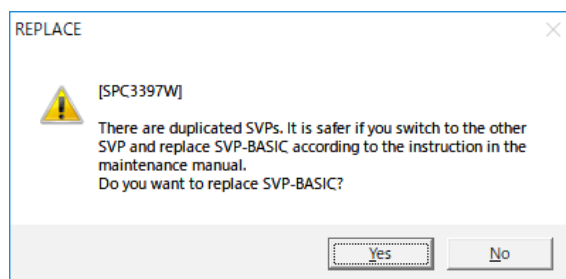 REPLACE
[SPC3397W]
There are duplicated SVPs. It is safer if you switch to the other
SVP and replace SVP-BASIC according to the instruction in the
maintenance manual.
Do you want to replace SVP-BASIC?
Yes
No